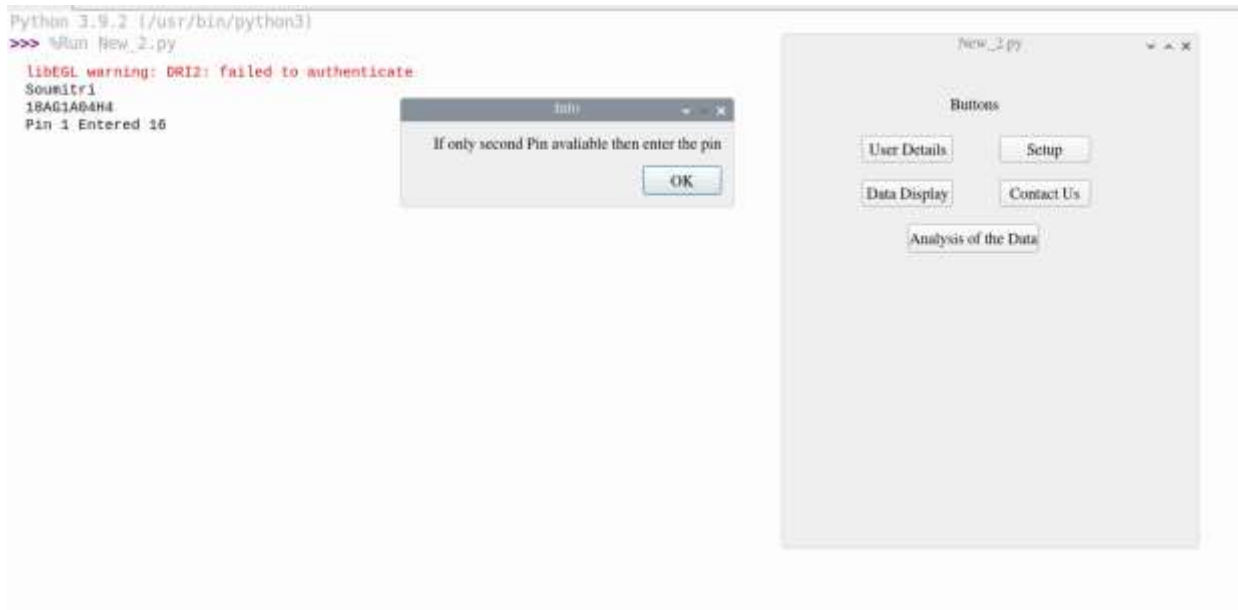 Python 3.9.2 (/usr/bin/python3)
>>> %Run New_2.py
libEGL warning: DRI2: failed to authenticate
Soumitri
18AG1A04H4
Pin 1 Entered 16
Info
If only second Pin avaliable then enter the pin
OK
New_2.py
Buttons
User Details Setup
Data Display Contact Us
Analysis of the Data